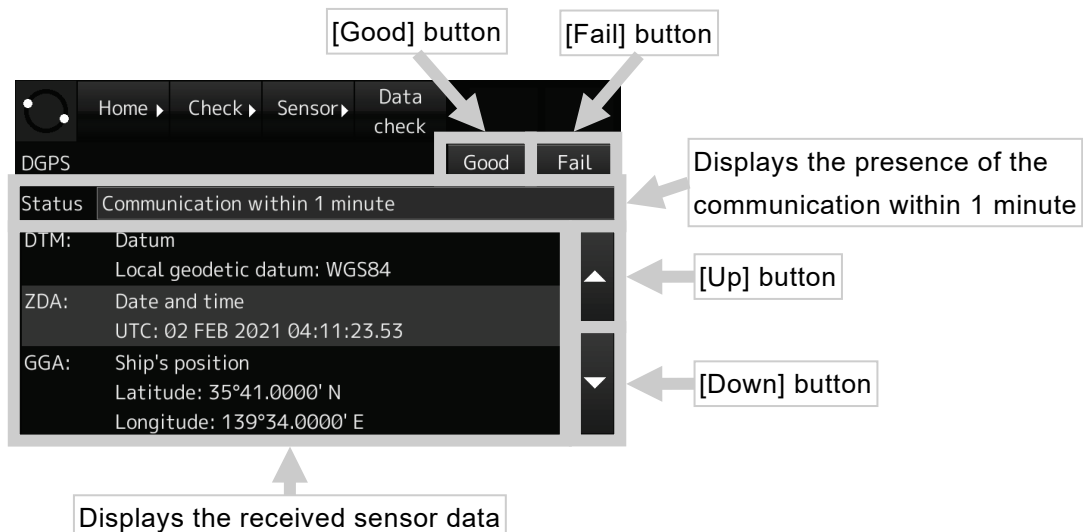 [Good] button
[Fail] button
Home
Check
Sensor
Data
check
DGPS
Good
Fail
Displays the presence of the
communication within 1 minute
Status
Communication within 1 minute
DTM: Datum
Local geodetic datum: WGS84
[Up] button
ZDA: Date and time
UTC: 02 FEB 2021 04:11:23.53
GGA: Ship's position
Latitude: 35°41.0000' N
Longitude: 139°34.0000' E
[Down] button
Displays the received sensor data